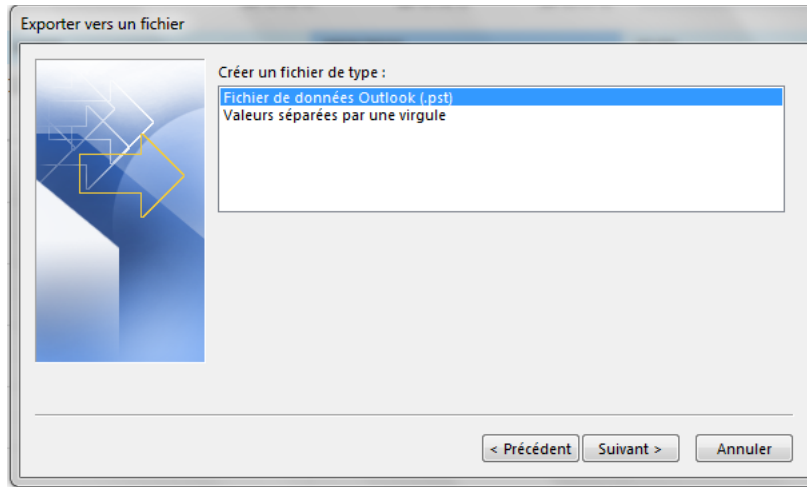 Exporter vers un fichier
Créer un fichier de type :
Fichier de données Outlook (.pst)
Valeurs séparées par une virgule
< Précédent
Suivant >
Annuler